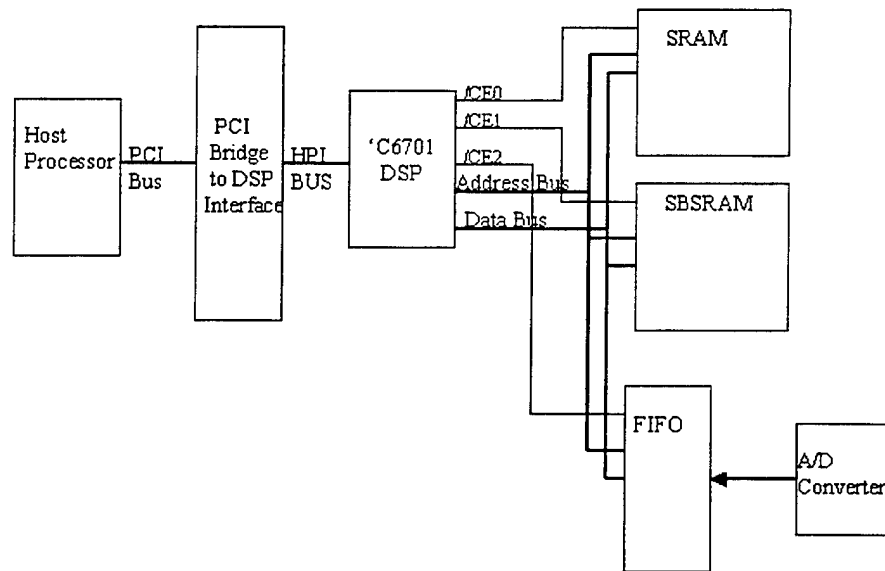 SRAM
/CE0
Host
Processor
PCI
Bus
PCI
Bridge
to DSP
Interface
HPI
BUS
'C6701
DSP
/CE1
/CE2
Address Bus
Data Bus
SBSRAM
FIFO
A/D
Converter